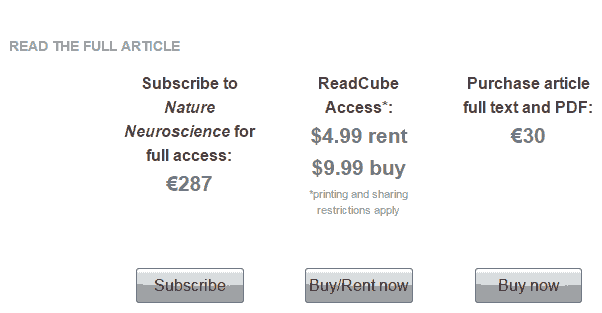 READ THE FULL ARTICLE
Subscribe to
Nature
Neuroscience for
full access:
€287
Subscribe
ReadCube
Access*:
$4.99 rent
$9.99 buy
*printing and sharing
restrictions apply
Buy/Rent now
Purchase article
full text and PDF:
€30
Buy now